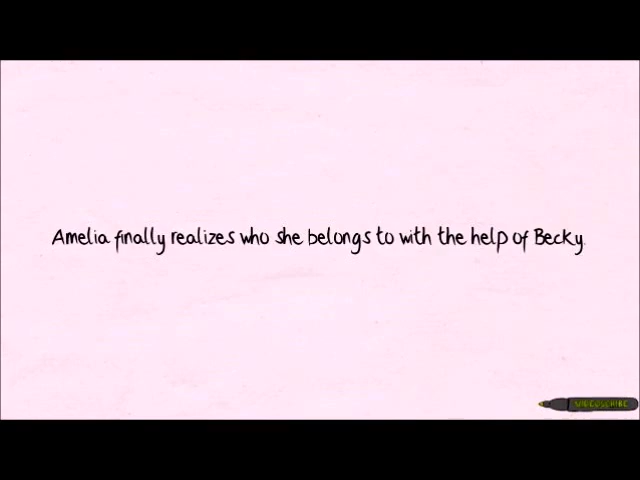 Amelia finally realizes who she belongs to with the help of Becky.
VIDEOSCRIBE